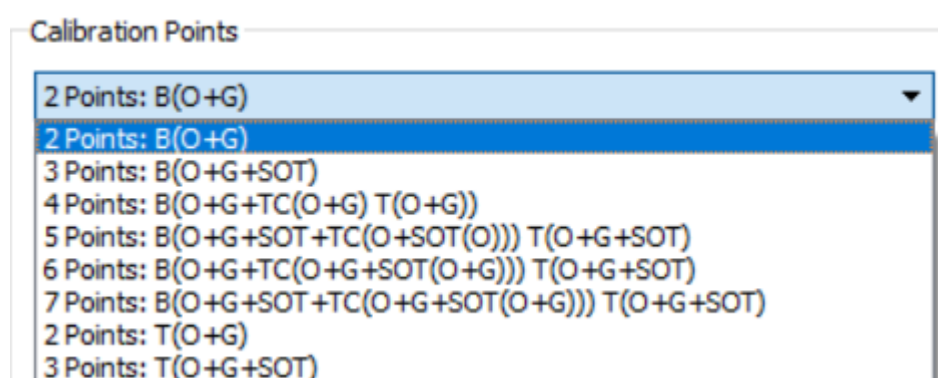 Calibration Points
2 Points: B(O+G)
2 Points: B(O+G)
3 Points: B(O+G+SOT)
4 Points: B(O+G+TC(O+G) T(O+G))
5 Points: B(O+G+SOT+TC(O+SOT(O))) T(O+G+SOT)
6 Points: B(O+G+TC(O+G+SOT(O+G))) T(O+G+SOT)
7 Points: B(O+G+SOT+TC(O+G+SOT(O+G))) T(O+G+SOT)
2 Points: T(O+G)
3 Points: T(O+G+SOT)